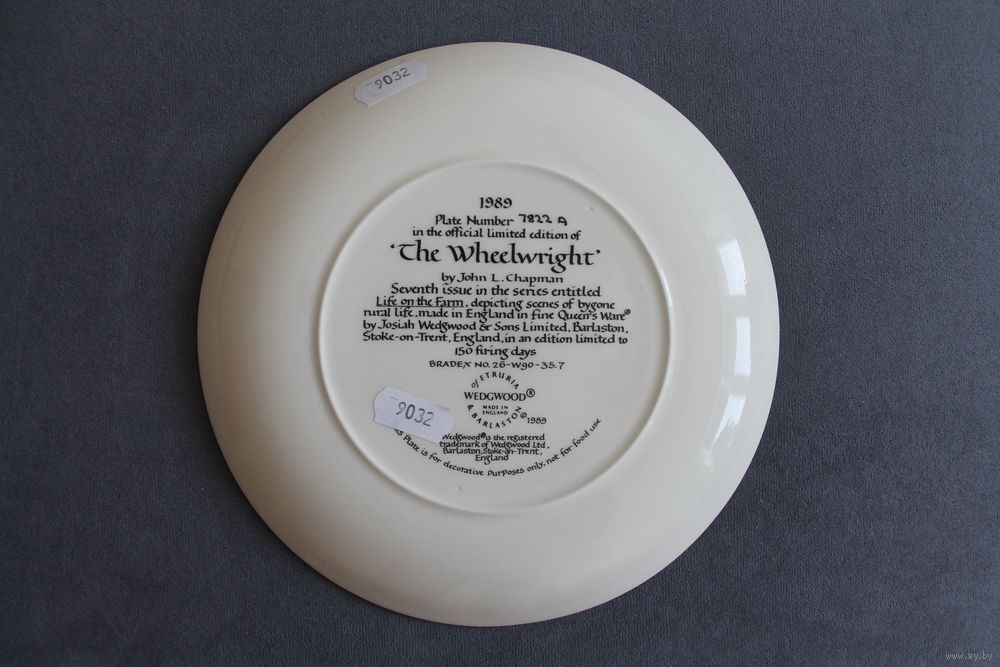 9032
1989
Plate Number 7822 A
in the official limited edition of
'The Wheelwright'
by John L. Chapman
Seventh issue in the series entitled
Life on the Farm, depicting scenes of bygone
rural life, made in England in fine Queen's Ware®
by Josiah Wedgwood & Sons Limited, Barlaston,
Stoke-on-Trent, England, in an edition limited to
150 firing days
BRADEX NO. 26-W90-35.7
of ETRURIA
WEDGWOOD®
MADE IN
ENGLAND
& BARLASTON
© 1989
9032
Wedgwood® is the registered
trademark of Wedgwood Ltd,
Barlaston, Stoke-on-Trent,
England
Plate is for decorative Purposes only, not for food use
www.ay.by